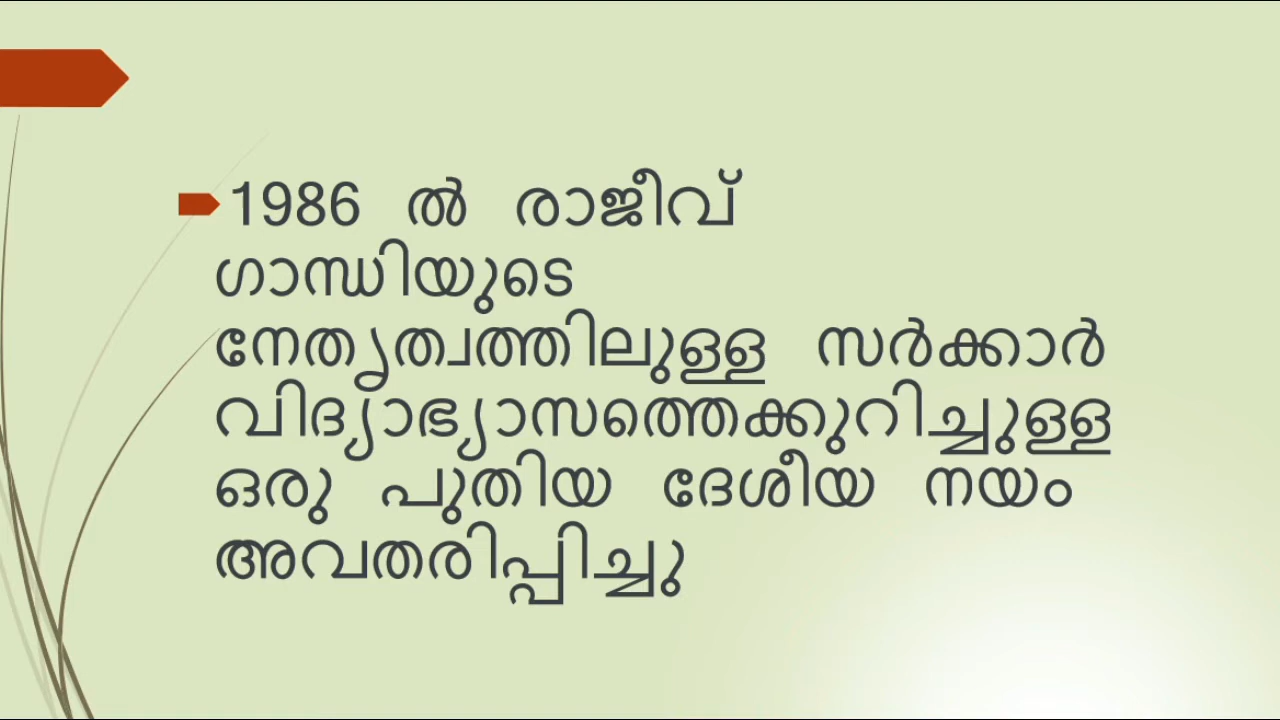 1986 ൽ രാജീവ്
ഗാന്ധിയുടെ
നേതൃത്വത്തിലുള്ള സർക്കാർ
വിദ്യാഭ്യാസത്തെക്കുറിച്ചുള്ള
ഒരു പുതിയ ദേശീയ നയം
അവതരിപ്പിച്ചു